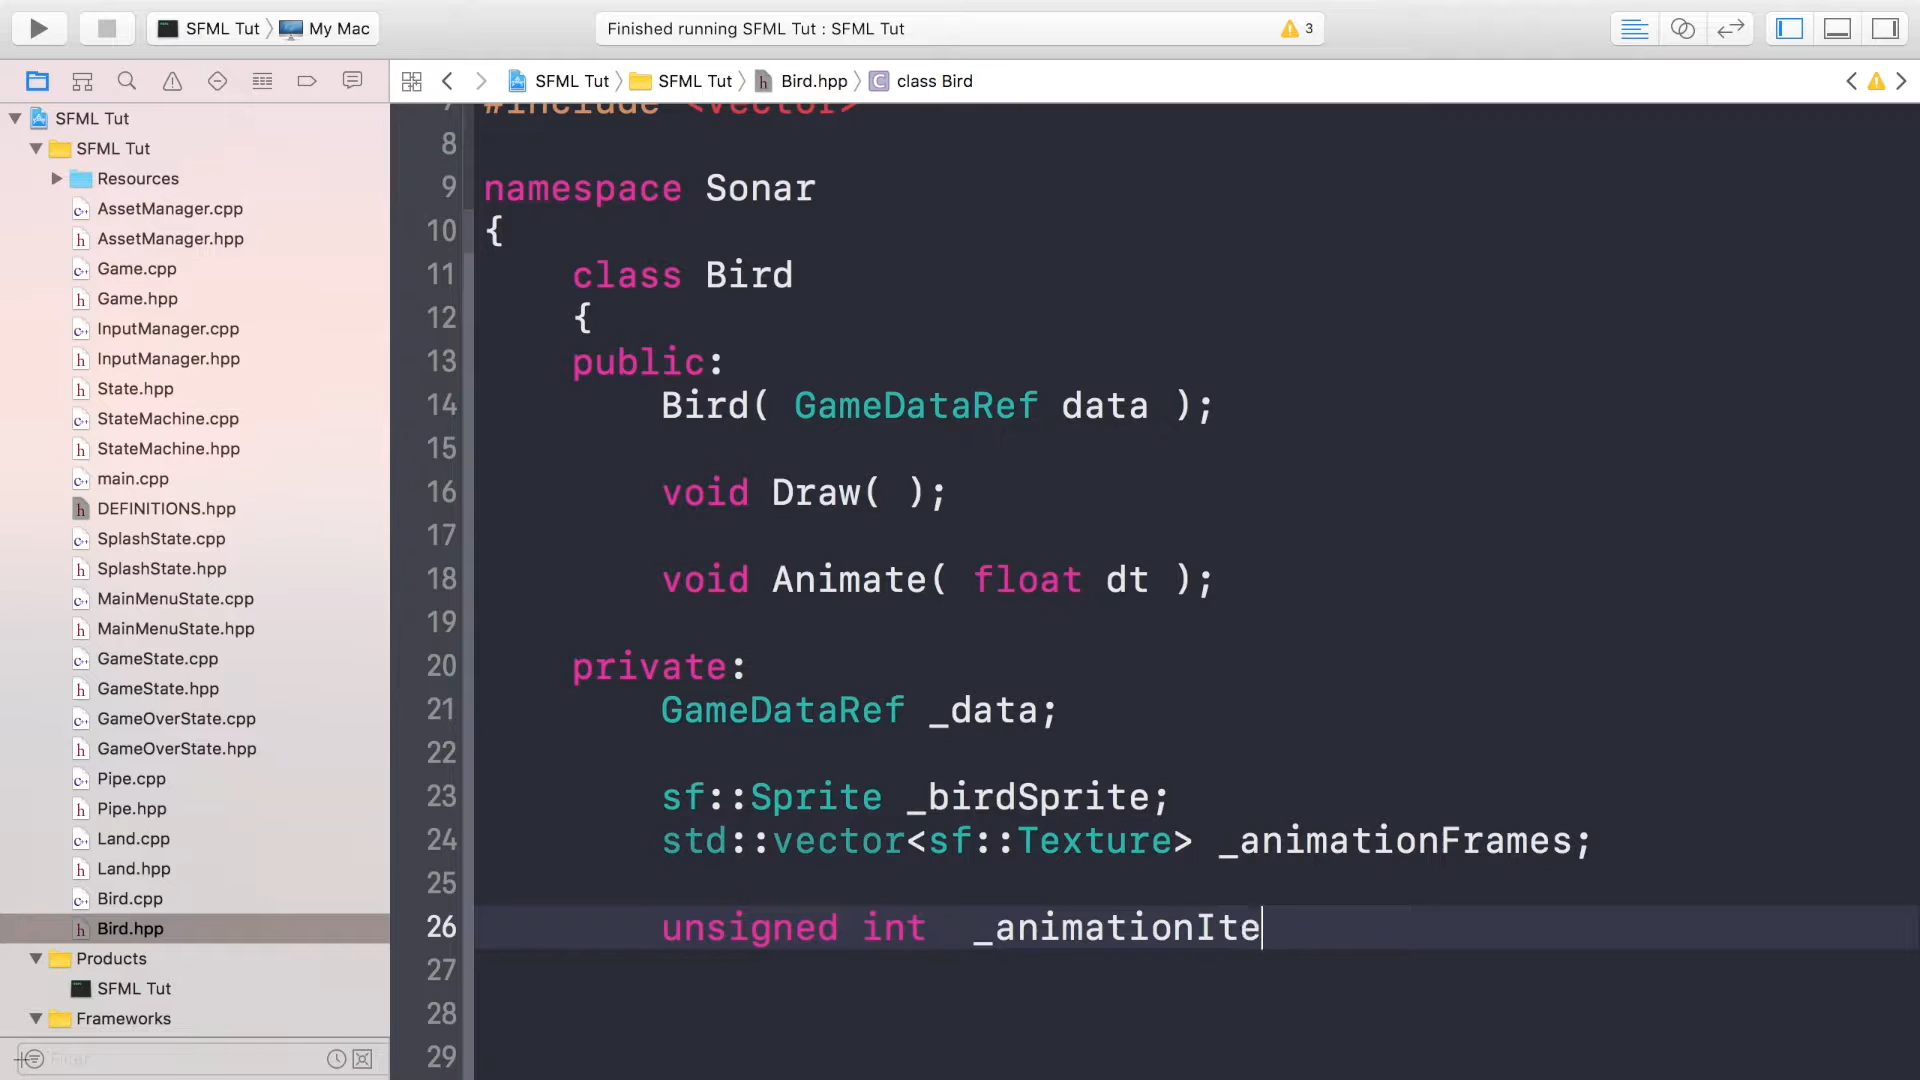 SFML Tut 〉 My Mac
Finished running SFML Tut : SFML Tut
3
SFML Tut 〉 SFML Tut 〉 Bird.hpp 〉 C class Bird
SFML Tut
SFML Tut
Resources
AssetManager.cpp
AssetManager.hpp
Game.cpp
Game.hpp
InputManager.cpp
InputManager.hpp
State.hpp
StateMachine.cpp
StateMachine.hpp
main.cpp
DEFINITIONS.hpp
SplashState.cpp
SplashState.hpp
MainMenuState.cpp
MainMenuState.hpp
GameState.cpp
GameState.hpp
GameOverState.cpp
GameOverState.hpp
Pipe.cpp
Pipe.hpp
Land.cpp
Land.hpp
Bird.cpp
Bird.hpp
Products
SFML Tut
Frameworks
Filter
7 #include <vector>
8
9 namespace Sonar
10 {
11 class Bird
12 {
13 public:
14 Bird( GameDataRef data );
15
16 void Draw( );
17
18 void Animate( float dt );
19
20 private:
21 GameDataRef _data;
22
23 sf::Sprite _birdSprite;
24 std::vector<sf::Texture> _animationFrames;
25
26 unsigned int  _animationIte
27
28
29